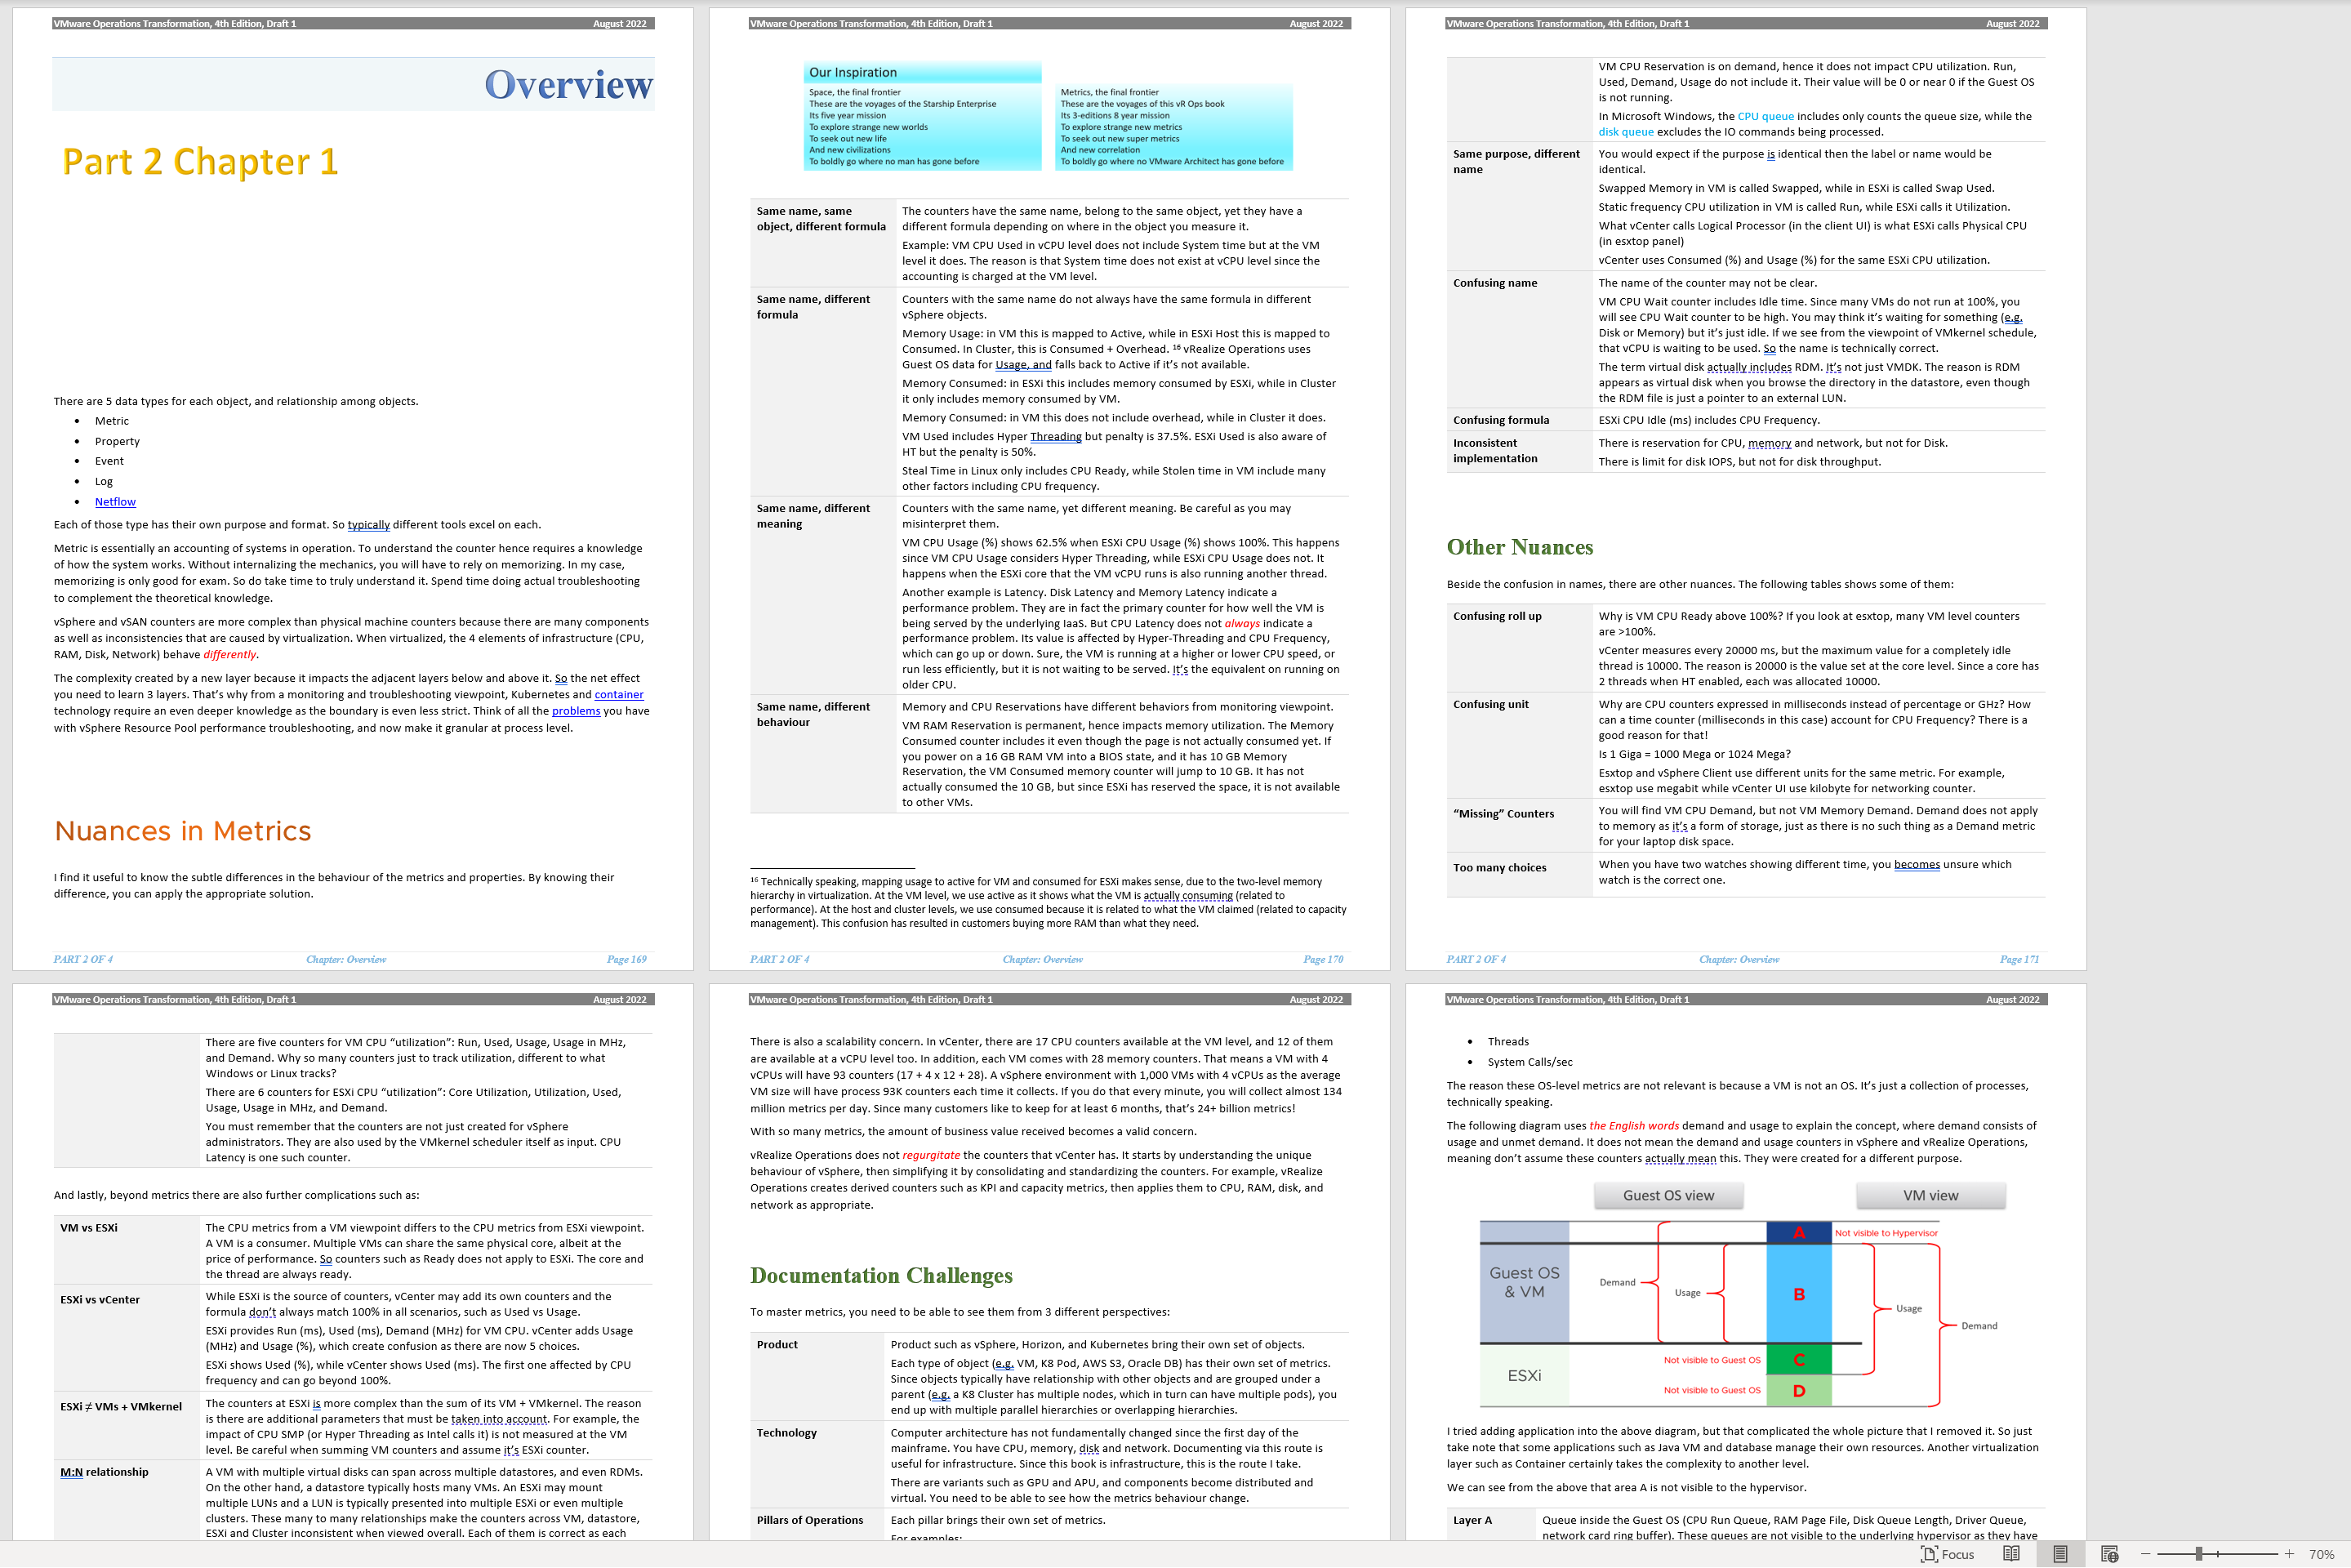 VMware Operations Transformation, 4th Edition, Draft 1 August 2022
Overview
Part 2 Chapter 1
There are 5 data types for each object, and relationship among objects.
• Metric
• Property
• Event
• Log
• Netflow
Each of those type has their own purpose and format. So typically different tools excel on each.
Metric is essentially an accounting of systems in operation. To understand the counter hence requires a knowledge
of how the system works. Without internalizing the mechanics, you will have to rely on memorizing. In my case,
memorizing is only good for exam. So do take time to truly understand it. Spend time doing actual troubleshooting
to complement the theoretical knowledge.
vSphere and vSAN counters are more complex than physical machine counters because there are many components
as well as inconsistencies that are caused by virtualization. When virtualized, the 4 elements of infrastructure (CPU,
RAM, Disk, Network) behave differently.
The complexity created by a new layer because it impacts the adjacent layers below and above it. So the net effect
you need to learn 3 layers. That's why from a monitoring and troubleshooting viewpoint, Kubernetes and container
technology require an even deeper knowledge as the boundary is even less strict. Think of all the problems you have
with vSphere Resource Pool performance troubleshooting, and now make it granular at process level.
Nuances in Metrics
I find it useful to know the subtle differences in the behaviour of the metrics and properties. By knowing their
difference, you can apply the appropriate solution.
PART 2 OF 4 Chapter: Overview Page 169
VMware Operations Transformation, 4th Edition, Draft 1 August 2022
Our Inspiration
Space, the final frontier
These are the voyages of the Starship Enterprise
Its five year mission
To explore strange new worlds
To seek out new life
And new civilizations
To boldly go where no man has gone before
Metrics, the final frontier
These are the voyages of this vR Ops book
Its 3-editions 8 year mission
To explore strange new metrics
To seek out new super metrics
And new correlation
To boldly go where no VMware Architect has gone before
Same name, same
object, different formula
The counters have the same name, belong to the same object, yet they have a
different formula depending on where in the object you measure it.
Example: VM CPU Used in vCPU level does not include System time but at the VM
level it does. The reason is that System time does not exist at vCPU level since the
accounting is charged at the VM level.
Same name, different
formula
Counters with the same name do not always have the same formula in different
vSphere objects.
Memory Usage: in VM this is mapped to Active, while in ESXi Host this is mapped to
Consumed. In Cluster, this is Consumed + Overhead. 16 vRealize Operations uses
Guest OS data for Usage, and falls back to Active if it's not available.
Memory Consumed: in ESXi this includes memory consumed by ESXi, while in Cluster
it only includes memory consumed by VM.
Memory Consumed: in VM this does not include overhead, while in Cluster it does.
VM Used includes Hyper Threading but penalty is 37.5%. ESXi Used is also aware of
HT but the penalty is 50%.
Steal Time in Linux only includes CPU Ready, while Stolen time in VM include many
other factors including CPU frequency.
Same name, different
meaning
Counters with the same name, yet different meaning. Be careful as you may
misinterpret them.
VM CPU Usage (%) shows 62.5% when ESXi CPU Usage (%) shows 100%. This happens
since VM CPU Usage considers Hyper Threading, while ESXi CPU Usage does not. It
happens when the ESXi core that the VM vCPU runs is also running another thread.
Another example is Latency. Disk Latency and Memory Latency indicate a
performance problem. They are in fact the primary counter for how well the VM is
being served by the underlying IaaS. But CPU Latency does not always indicate a
performance problem. Its value is affected by Hyper-Threading and CPU Frequency,
which can go up or down. Sure, the VM is running at a higher or lower CPU speed, or
run less efficiently, but it is not waiting to be served. It's the equivalent on running on
older CPU.
Same name, different
behaviour
Memory and CPU Reservations have different behaviors from monitoring viewpoint.
VM RAM Reservation is permanent, hence impacts memory utilization. The Memory
Consumed counter includes it even though the page is not actually consumed yet. If
you power on a 16 GB RAM VM into a BIOS state, and it has 10 GB Memory
Reservation, the VM Consumed memory counter will jump to 10 GB. It has not
actually consumed the 10 GB, but since ESXi has reserved the space, it is not available
to other VMs.
16 Technically speaking, mapping usage to active for VM and consumed for ESXi makes sense, due to the two-level memory
hierarchy in virtualization. At the VM level, we use active as it shows what the VM is actually consuming (related to
performance). At the host and cluster levels, we use consumed because it is related to what the VM claimed (related to capacity
management). This confusion has resulted in customers buying more RAM than what they need.
PART 2 OF 4 Chapter: Overview Page 170
VMware Operations Transformation, 4th Edition, Draft 1 August 2022
VM CPU Reservation is on demand, hence it does not impact CPU utilization. Run,
Used, Demand, Usage do not include it. Their value will be 0 or near 0 if the Guest OS
is not running.
In Microsoft Windows, the CPU queue includes only counts the queue size, while the
disk queue excludes the IO commands being processed.
Same purpose, different
name
You would expect if the purpose is identical then the label or name would be
identical.
Swapped Memory in VM is called Swapped, while in ESXi is called Swap Used.
Static frequency CPU utilization in VM is called Run, while ESXi calls it Utilization.
What vCenter calls Logical Processor (in the client UI) is what ESXi calls Physical CPU
(in esxtop panel)
vCenter uses Consumed (%) and Usage (%) for the same ESXi CPU utilization.
Confusing name
The name of the counter may not be clear.
VM CPU Wait counter includes Idle time. Since many VMs do not run at 100%, you
will see CPU Wait counter to be high. You may think it's waiting for something (e.g.
Disk or Memory) but it's just idle. If we see from the viewpoint of VMkernel schedule,
that vCPU is waiting to be used. So the name is technically correct.
The term virtual disk actually includes RDM. It's not just VMDK. The reason is RDM
appears as virtual disk when you browse the directory in the datastore, even though
the RDM file is just a pointer to an external LUN.
Confusing formula
ESXi CPU Idle (ms) includes CPU Frequency.
Inconsistent
implementation
There is reservation for CPU, memory and network, but not for Disk.
There is limit for disk IOPS, but not for disk throughput.
Other Nuances
Beside the confusion in names, there are other nuances. The following tables shows some of them:
Confusing roll up
Why is VM CPU Ready above 100%? If you look at esxtop, many VM level counters
are >100%.
vCenter measures every 20000 ms, but the maximum value for a completely idle
thread is 10000. The reason is 20000 is the value set at the core level. Since a core has
2 threads when HT enabled, each was allocated 10000.
Confusing unit
Why are CPU counters expressed in milliseconds instead of percentage or GHz? How
can a time counter (milliseconds in this case) account for CPU Frequency? There is a
good reason for that!
Is 1 Giga = 1000 Mega or 1024 Mega?
Esxtop and vSphere Client use different units for the same metric. For example,
esxtop use megabit while vCenter UI use kilobyte for networking counter.
“Missing” Counters
You will find VM CPU Demand, but not VM Memory Demand. Demand does not apply
to memory as it's a form of storage, just as there is no such thing as a Demand metric
for your laptop disk space.
Too many choices
When you have two watches showing different time, you becomes unsure which
watch is the correct one.
PART 2 OF 4 Chapter: Overview Page 171
VMware Operations Transformation, 4th Edition, Draft 1 August 2022
There are five counters for VM CPU “utilization”: Run, Used, Usage, Usage in MHz,
and Demand. Why so many counters just to track utilization, different to what
Windows or Linux tracks?
There are 6 counters for ESXi CPU “utilization”: Core Utilization, Utilization, Used,
Usage, Usage in MHz, and Demand.
You must remember that the counters are not just created for vSphere
administrators. They are also used by the VMkernel scheduler itself as input. CPU
Latency is one such counter.
And lastly, beyond metrics there are also further complications such as:
VM vs ESXi
The CPU metrics from a VM viewpoint differs to the CPU metrics from ESXi viewpoint.
A VM is a consumer. Multiple VMs can share the same physical core, albeit at the
price of performance. So counters such as Ready does not apply to ESXi. The core and
the thread are always ready.
ESXi vs vCenter
While ESXi is the source of counters, vCenter may add its own counters and the
formula don't always match 100% in all scenarios, such as Used vs Usage.
ESXi provides Run (ms), Used (ms), Demand (MHz) for VM CPU. vCenter adds Usage
(MHz) and Usage (%), which create confusion as there are now 5 choices.
ESXi shows Used (%), while vCenter shows Used (ms). The first one affected by CPU
frequency and can go beyond 100%.
ESXi ≠ VMs + VMkernel
The counters at ESXi is more complex than the sum of its VM + VMkernel. The reason
is there are additional parameters that must be taken into account. For example, the
impact of CPU SMP (or Hyper Threading as Intel calls it) is not measured at the VM
level. Be careful when summing VM counters and assume it's ESXi counter.
M:N relationship
A VM with multiple virtual disks can span across multiple datastores, and even RDMs.
On the other hand, a datastore typically hosts many VMs. An ESXi may mount
multiple LUNs and a LUN is typically presented into multiple ESXi or even multiple
clusters. These many to many relationships make the counters across VM, datastore,
ESXi and Cluster inconsistent when viewed overall. Each of them is correct as each
VMware Operations Transformation, 4th Edition, Draft 1 August 2022
There is also a scalability concern. In vCenter, there are 17 CPU counters available at the VM level, and 12 of them
are available at a vCPU level too. In addition, each VM comes with 28 memory counters. That means a VM with 4
vCPUs will have 93 counters (17 + 4 x 12 + 28). A vSphere environment with 1,000 VMs with 4 vCPUs as the average
VM size will have process 93K counters each time it collects. If you do that every minute, you will collect almost 134
million metrics per day. Since many customers like to keep for at least 6 months, that's 24+ billion metrics!
With so many metrics, the amount of business value received becomes a valid concern.
vRealize Operations does not regurgitate the counters that vCenter has. It starts by understanding the unique
behaviour of vSphere, then simplifying it by consolidating and standardizing the counters. For example, vRealize
Operations creates derived counters such as KPI and capacity metrics, then applies them to CPU, RAM, disk, and
network as appropriate.
Documentation Challenges
To master metrics, you need to be able to see them from 3 different perspectives:
Product
Product such as vSphere, Horizon, and Kubernetes bring their own set of objects.
Each type of object (e.g. VM, K8 Pod, AWS S3, Oracle DB) has their own set of metrics.
Since objects typically have relationship with other objects and are grouped under a
parent (e.g. a K8 Cluster has multiple nodes, which in turn can have multiple pods), you
end up with multiple parallel hierarchies or overlapping hierarchies.
Technology
Computer architecture has not fundamentally changed since the first day of the
mainframe. You have CPU, memory, disk and network. Documenting via this route is
useful for infrastructure. Since this book is infrastructure, this is the route I take.
There are variants such as GPU and APU, and components become distributed and
virtual. You need to be able to see how the metrics behaviour change.
Pillars of Operations
Each pillar brings their own set of metrics.
For examples:
VMware Operations Transformation, 4th Edition, Draft 1 August 2022
• Threads
• System Calls/sec
The reason these OS-level metrics are not relevant is because a VM is not an OS. It's just a collection of processes,
technically speaking.
The following diagram uses the English words demand and usage to explain the concept, where demand consists of
usage and unmet demand. It does not mean the demand and usage counters in vSphere and vRealize Operations,
meaning don't assume these counters actually mean this. They were created for a different purpose.
Guest OS view VM view
A Not visible to Hypervisor
Guest OS
& VM
Demand
Usage
B
Usage
Demand
Not visible to Guest OS C
ESXi
Not visible to Guest OS D
I tried adding application into the above diagram, but that complicated the whole picture that I removed it. So just
take note that some applications such as Java VM and database manage their own resources. Another virtualization
layer such as Container certainly takes the complexity to another level.
We can see from the above that area A is not visible to the hypervisor.
Layer A
Queue inside the Guest OS (CPU Run Queue, RAM Page File, Disk Queue Length, Driver Queue,
network card ring buffer). These queues are not visible to the underlying hypervisor as they have
Focus 70%